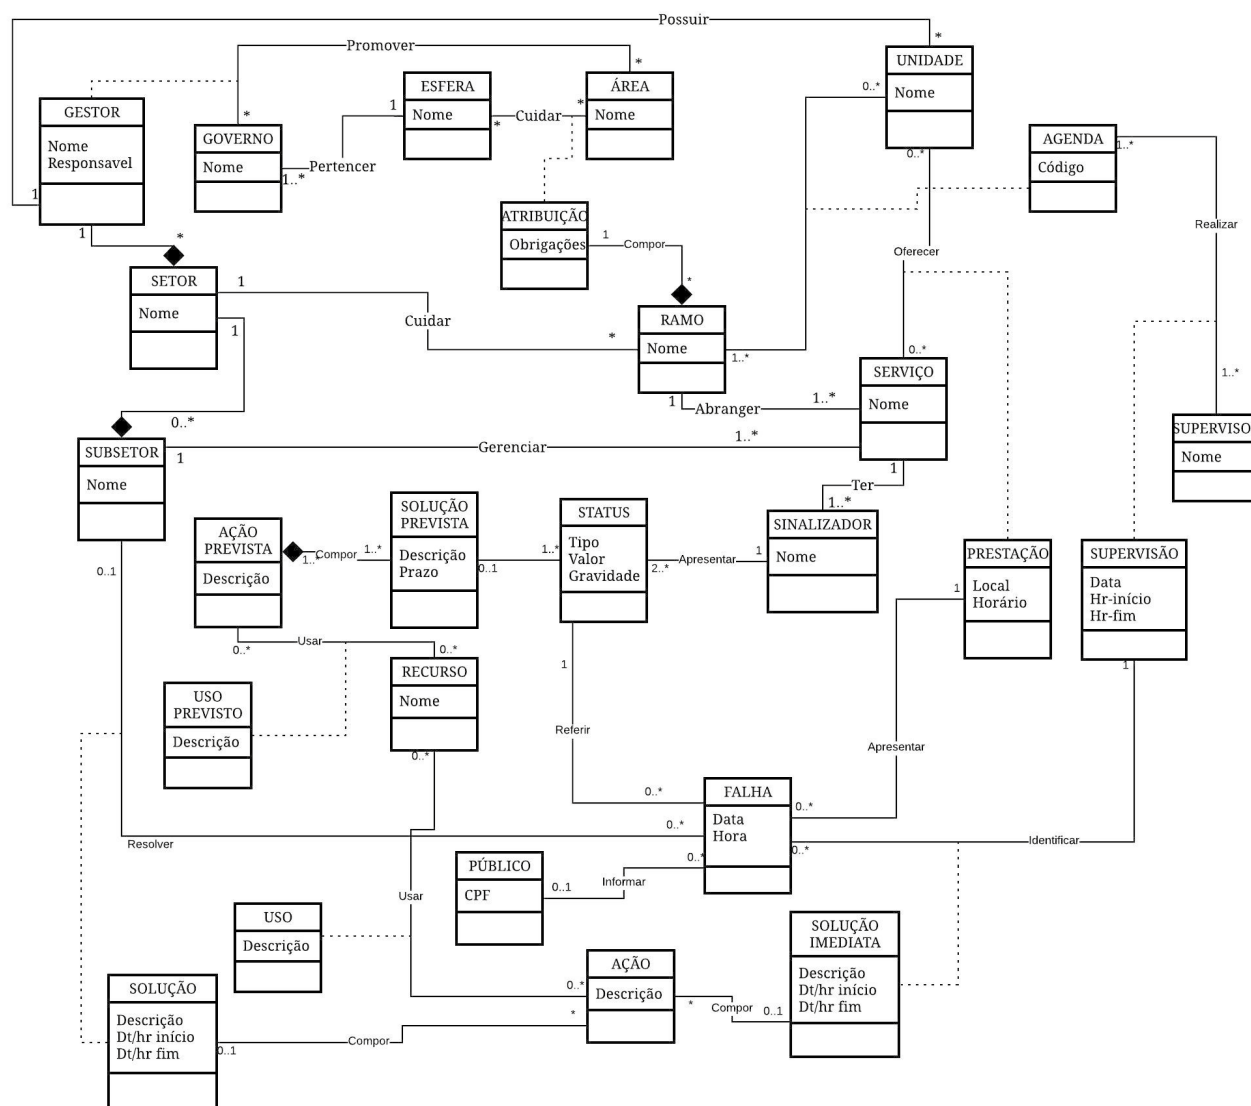 Possuir
*
Promover
*
UNIDADE
Nome
0..*
0..*
GESTOR
Nome
Responsavel
1
1
*
GOVERNO
Nome
1..*
Pertencer
1
ESFERA
Nome
*
Cuidar
*
ÁREA
Nome
AGENDA
Código
1..*
Realizar
ATRIBUIÇÃO
Obrigações
1
Compor
*
Oferecer
*
SETOR
Nome
1
1
Cuidar
*
RAMO
Nome
1..*
1
Abranger
1..*
0..*
SERVIÇO
Nome
1
1..*
SUPERVISO
Nome
0..*
SUBSETOR
Nome
1
Gerenciar
1..*
0..1
Ter
1..*
AÇÃO
PREVISTA
Descrição
1..*
Compor
1..*
SOLUÇÃO
PREVISTA
Descrição
Prazo
0..1
1..*
STATUS
Tipo
Valor
Gravidade
2..*
Apresentar
1
SINALIZADOR
Nome
PRESTAÇÃO
Local
Horário
1
SUPERVISÃO
Data
Hr-início
Hr-fim
1
0..*
Usar
0..*
RECURSO
Nome
0..*
USO
PREVISTO
Descrição
1
Referir
0..*
Apresentar
0..*
FALHA
Data
Hora
0..*
Identificar
Resolver
0..*
PÚBLICO
CPF
0..1
Informar
0..*
Usar
USO
Descrição
SOLUÇÃO
IMEDIATA
Descrição
Dt/hr início
Dt/hr fim
AÇÃO
Descrição
0..*
*
*
Compor
0..1
SOLUÇÃO
Descrição
Dt/hr início
Dt/hr fim
0..1
Compor